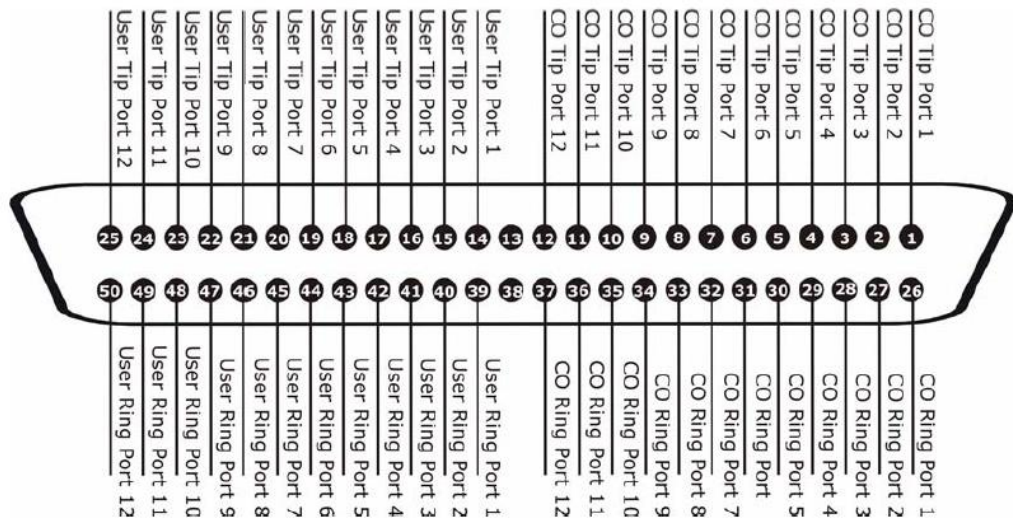 User Tip Port 12
User Tip Port 11
User Tip Port 10
User Tip Port 9
User Tip Port 8
User Tip Port 7
User Tip Port 6
User Tip Port 5
User Tip Port 4
User Tip Port 3
User Tip Port 2
User Tip Port 1
CO Tip Port 12
CO Tip Port 11
CO Tip Port 10
CO Tip Port 9
CO Tip Port 8
CO Tip Port 7
CO Tip Port 6
CO Tip Port 5
CO Tip Port 4
CO Tip Port 3
CO Tip Port 2
CO Tip Port 1
25 24 23 22 21 20 19 18 17 16 15 14 13 12 11 10 9 8 7 6 5 4 3 2 1
50 49 48 47 46 45 44 43 42 41 40 39 38 37 36 35 34 33 32 31 30 29 28 27 26
User Ring Port 12
User Ring Port 11
User Ring Port 10
User Ring Port 9
User Ring Port 8
User Ring Port 7
User Ring Port 6
User Ring Port 5
User Ring Port 4
User Ring Port 3
User Ring Port 2
User Ring Port 1
CO Ring Port 12
CO Ring Port 11
CO Ring Port 10
CO Ring Port 9
CO Ring Port 8
CO Ring Port 7
CO Ring Port
CO Ring Port 5
CO Ring Port 4
CO Ring Port 3
CO Ring Port 2
CO Ring Port 1